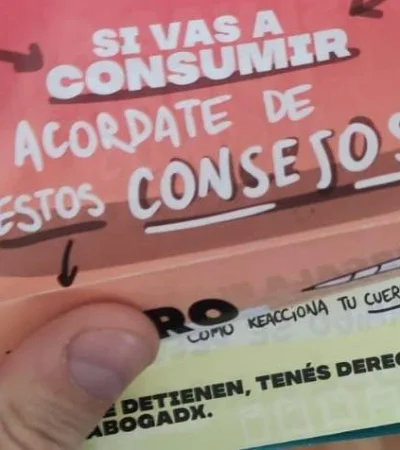 SI VAS A
CONSUMIR
ACORDATE DE
ESTOS CONSEJOS
RO
COMO REACCIONA TU CUER
E DETIENEN, TENÉS DEREC
ABOGADX.